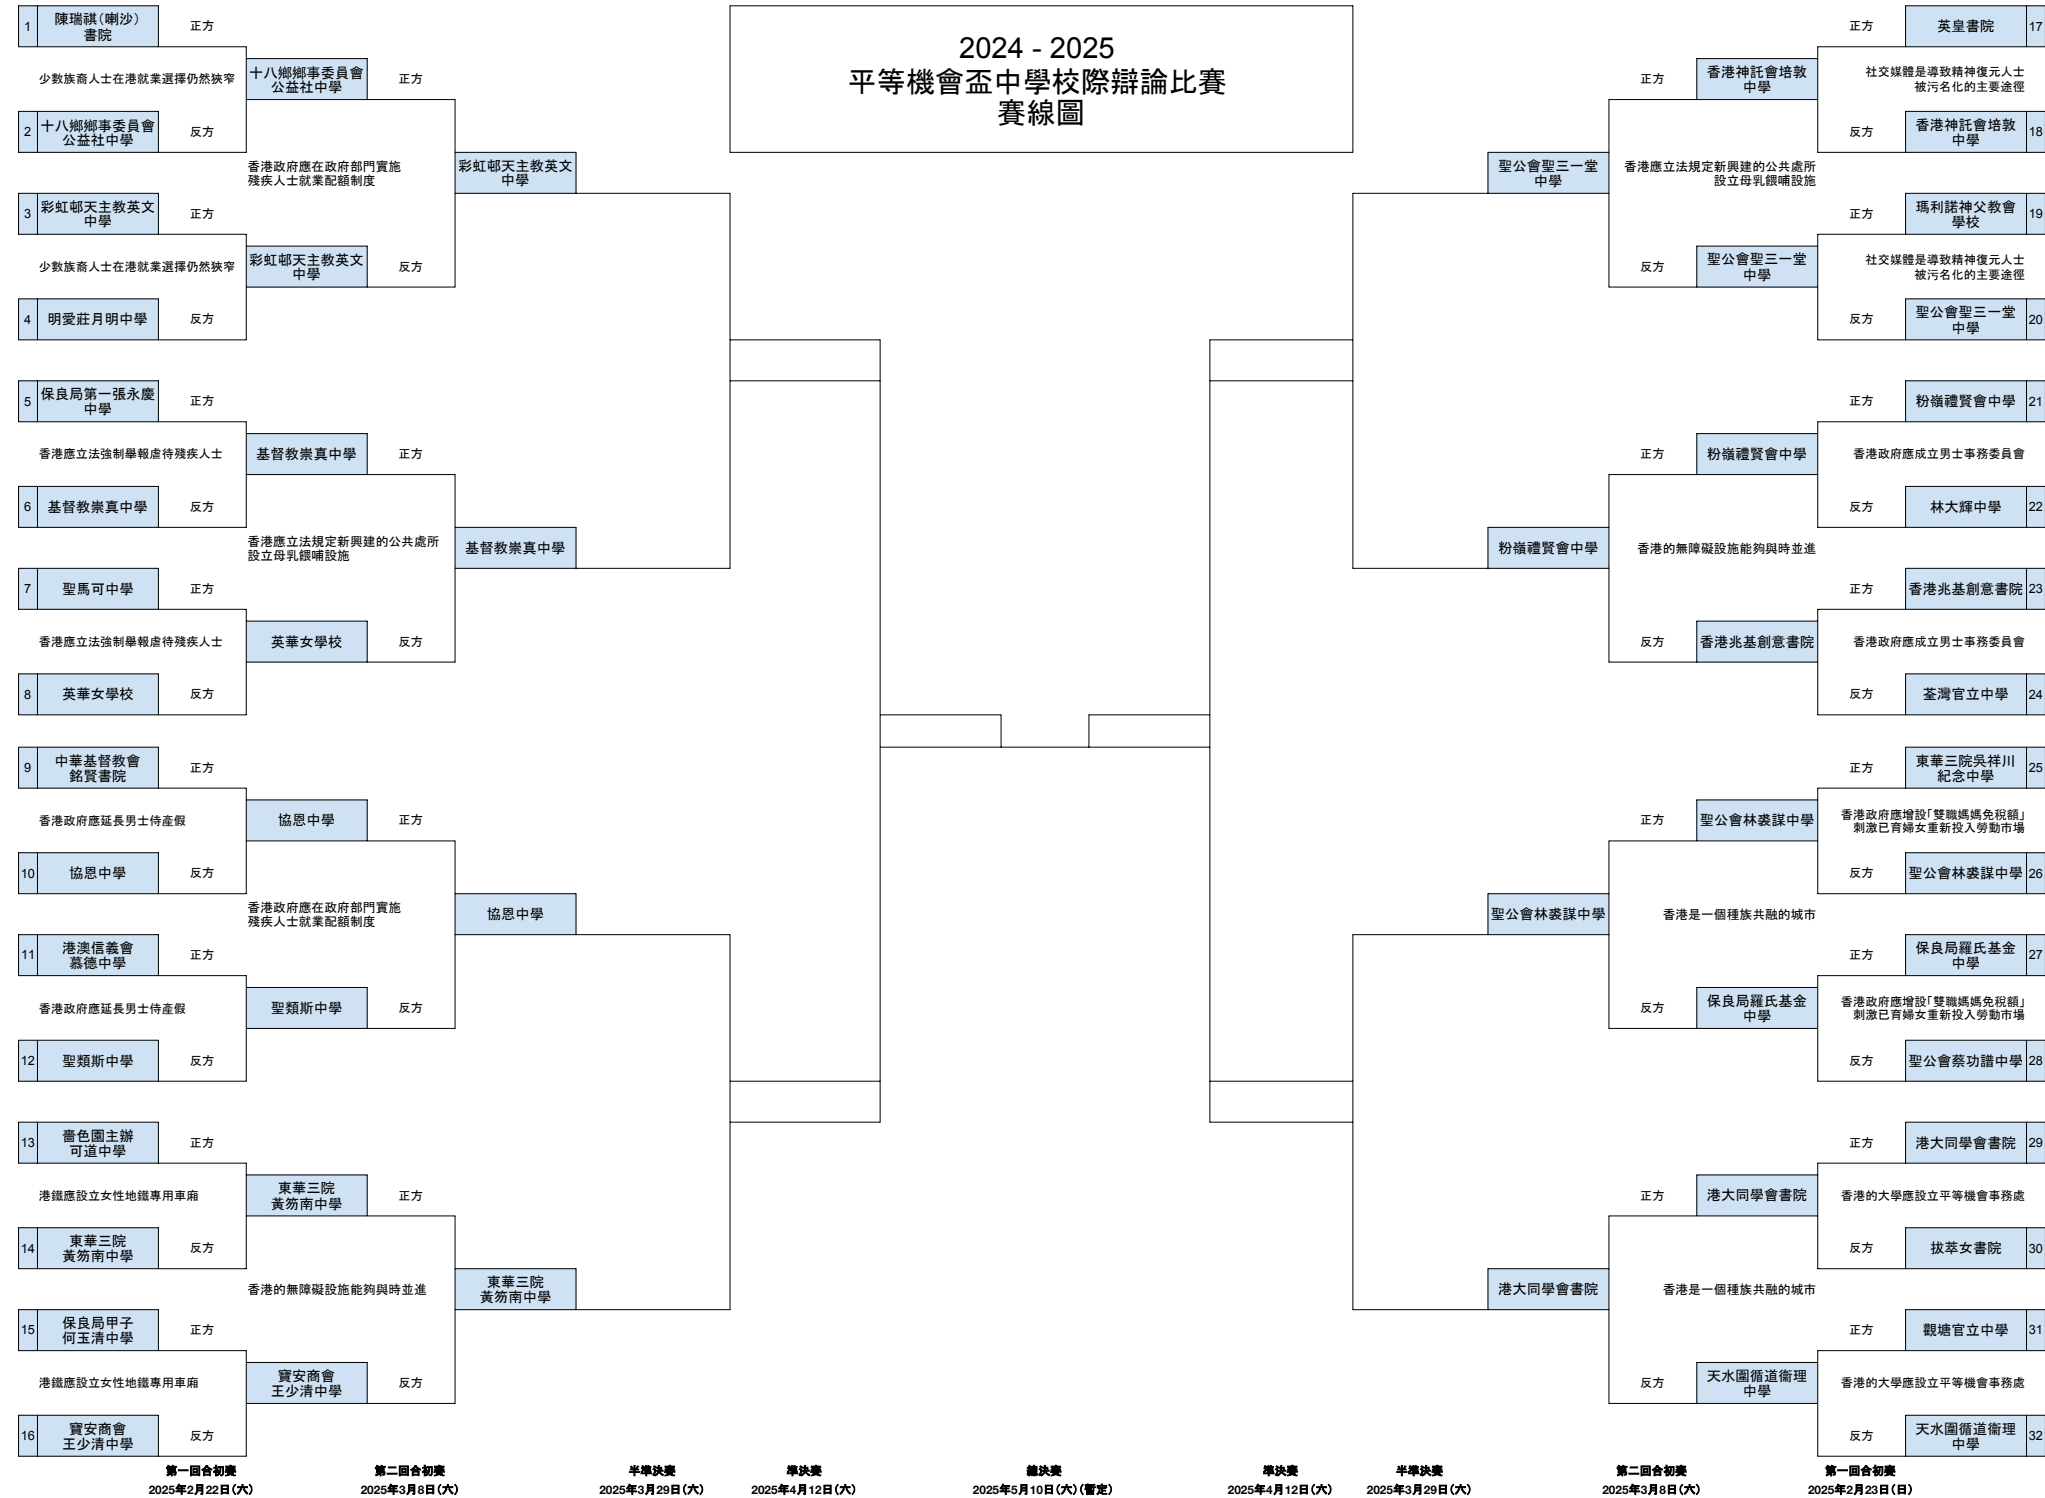 2024 - 2025
平等機會盃中學校際辯論比賽
賽線圖
1
陳瑞祺(喇沙)
書院
正方
少數族裔人士在港就業選擇仍然狹窄
2
十八鄉鄉事委員會
公益社中學
反方
十八鄉鄉事委員會
公益社中學
正方
香港政府應在政府部門實施
殘疾人士就業配額制度
彩虹邨天主教英文
中學
3
彩虹邨天主教英文
中學
正方
少數族裔人士在港就業選擇仍然狹窄
4
明愛莊月明中學
反方
彩虹邨天主教英文
中學
反方
5
保良局第一張永慶
中學
正方
香港應立法強制舉報虐待殘疾人士
6
基督教崇真中學
反方
基督教崇真中學
正方
香港應立法規定新興建的公共處所
設立母乳餵哺設施
基督教崇真中學
7
聖馬可中學
正方
香港應立法強制舉報虐待殘疾人士
8
英華女學校
反方
英華女學校
反方
9
中華基督教會
銘賢書院
正方
香港政府應延長男士侍產假
10
協恩中學
反方
協恩中學
正方
香港政府應在政府部門實施
殘疾人士就業配額制度
協恩中學
11
港澳信義會
慕德中學
正方
香港政府應延長男士侍產假
12
聖類斯中學
反方
聖類斯中學
反方
13
嗇色園主辦
可道中學
正方
港鐵應設立女性地鐵專用車廂
14
東華三院
黃笏南中學
反方
東華三院
黃笏南中學
正方
香港的無障礙設施能夠與時並進
東華三院
黃笏南中學
15
保良局甲子
何玉清中學
正方
港鐵應設立女性地鐵專用車廂
16
寶安商會
王少清中學
反方
寶安商會
王少清中學
反方
正方
英皇書院
17
社交媒體是導致精神復元人士
被污名化的主要途徑
反方
香港神託會培敦
中學
18
正方
香港神託會培敦
中學
聖公會聖三一堂
中學
香港應立法規定新興建的公共處所
設立母乳餵哺設施
正方
瑪利諾神父教會
學校
19
社交媒體是導致精神復元人士
被污名化的主要途徑
反方
聖公會聖三一堂
中學
20
反方
聖公會聖三一堂
中學
正方
粉嶺禮賢會中學
21
香港政府應成立男士事務委員會
反方
林大輝中學
22
正方
粉嶺禮賢會中學
粉嶺禮賢會中學
香港的無障礙設施能夠與時並進
正方
香港兆基創意書院
23
香港政府應成立男士事務委員會
反方
荃灣官立中學
24
反方
香港兆基創意書院
正方
東華三院吳祥川
紀念中學
25
香港政府應增設「雙職媽媽免稅額」
刺激已育婦女重新投入勞動市場
反方
聖公會林裘謀中學
26
正方
聖公會林裘謀中學
聖公會林裘謀中學
香港是一個種族共融的城市
正方
保良局羅氏基金
中學
27
香港政府應增設「雙職媽媽免稅額」
刺激已育婦女重新投入勞動市場
反方
聖公會蔡功譜中學
28
反方
保良局羅氏基金
中學
正方
港大同學會書院
29
香港的大學應設立平等機會事務處
反方
拔萃女書院
30
正方
港大同學會書院
港大同學會書院
香港是一個種族共融的城市
正方
觀塘官立中學
31
香港的大學應設立平等機會事務處
反方
天水圍循道衞理
中學
32
反方
天水圍循道衞理
中學
第一回合初賽
2025年2月22日(六)
第二回合初賽
2025年3月8日(六)
半準決賽
2025年3月29日(六)
準決賽
2025年4月12日(六)
總決賽
2025年5月10日(六)(暫定)
準決賽
2025年4月12日(六)
半準決賽
2025年3月29日(六)
第二回合初賽
2025年3月8日(六)
第一回合初賽
2025年2月23日(日)